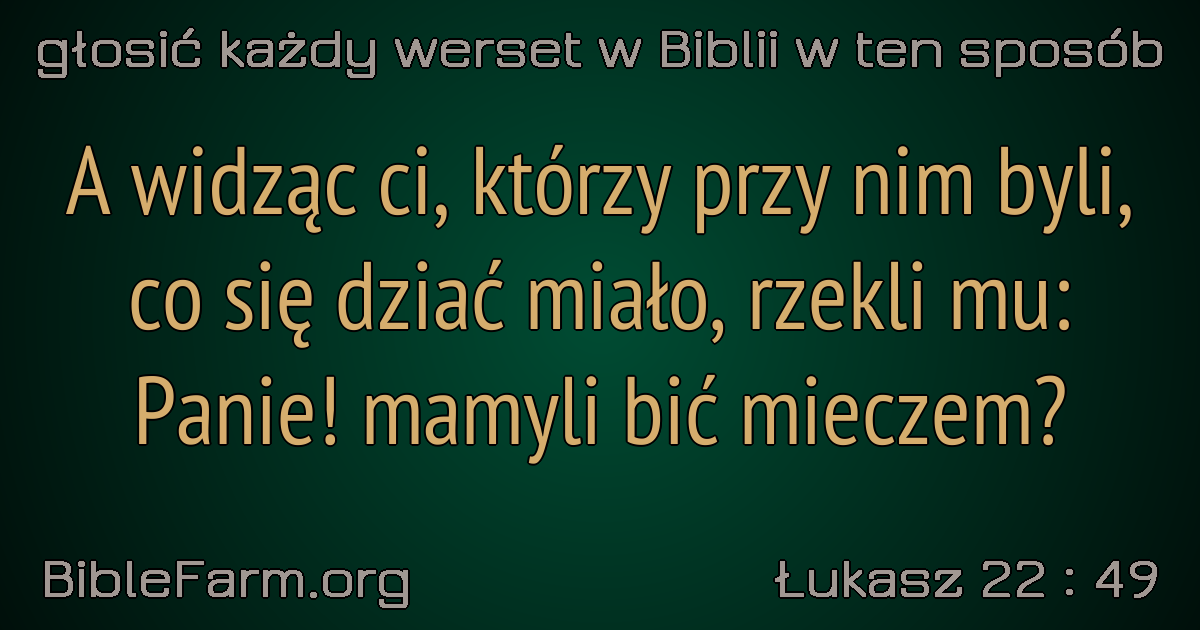 głosić każdy werset w Biblii w ten sposób
A widząc ci, którzy przy nim byli,
co się dziać miało, rzekli mu:
Panie! mamyli bić mieczem?
BibleFarm.org
Łukasz 22 : 49